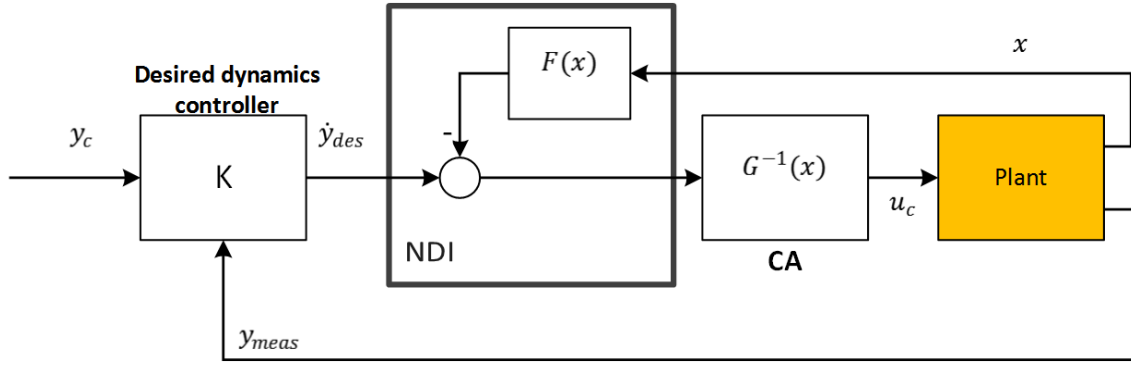 F(x)
x
Desired dynamics
controller
y_c
ẏ_des
-
K
G⁻¹(x)
Plant
u_c
NDI
CA
y_meas